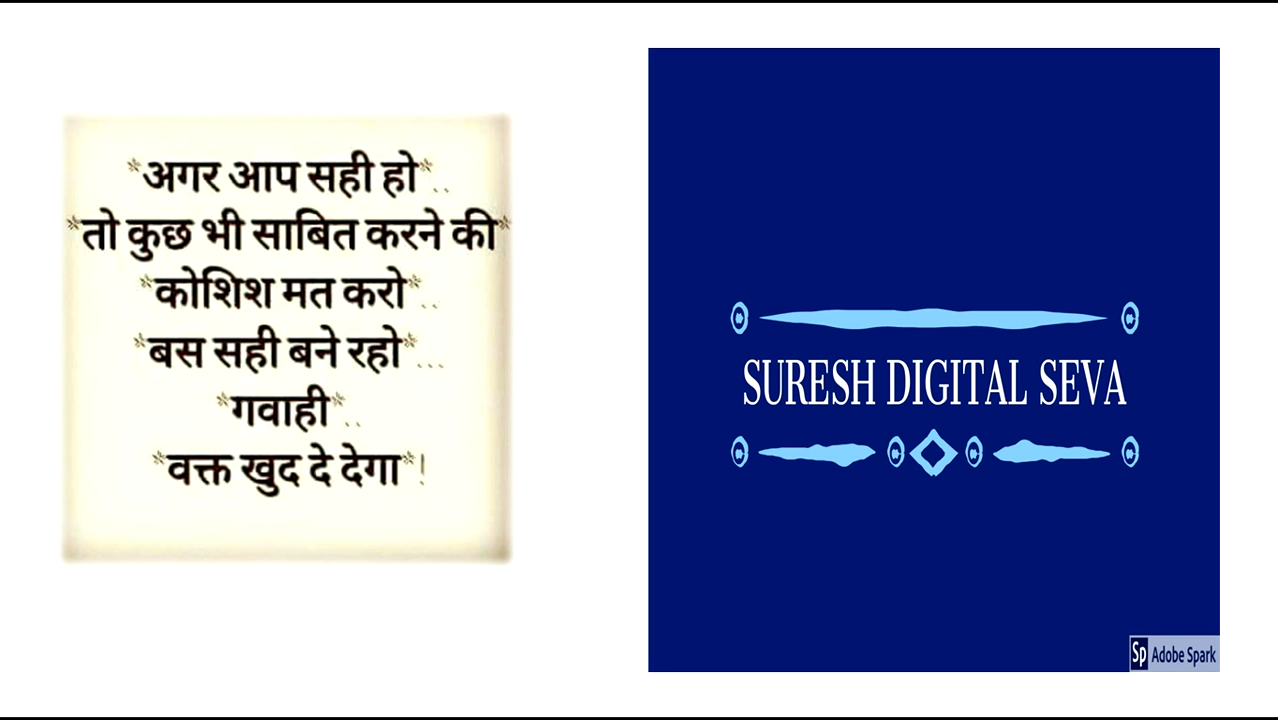 *अगर आप सही हो*..
*तो कुछ भी साबित करने की*
*कोशिश मत करो*..
*बस सही बने रहो*...
*गवाही*..
*वक्त खुद दे देगा*!
SURESH DIGITAL SEVA
Sp Adobe Spark